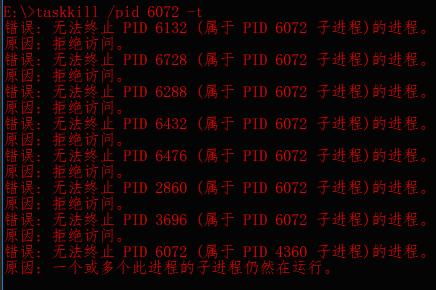 E:\>taskkill /pid 6072 -t
错误: 无法终止 PID 6132 (属于 PID 6072 子进程)的进程。
原因: 拒绝访问。
错误: 无法终止 PID 6728 (属于 PID 6072 子进程)的进程。
原因: 拒绝访问。
错误: 无法终止 PID 6288 (属于 PID 6072 子进程)的进程。
原因: 拒绝访问。
错误: 无法终止 PID 6432 (属于 PID 6072 子进程)的进程。
原因: 拒绝访问。
错误: 无法终止 PID 6476 (属于 PID 6072 子进程)的进程。
原因: 拒绝访问。
错误: 无法终止 PID 2860 (属于 PID 6072 子进程)的进程。
原因: 拒绝访问。
错误: 无法终止 PID 3696 (属于 PID 6072 子进程)的进程。
原因: 拒绝访问。
错误: 无法终止 PID 6072 (属于 PID 4360 子进程)的进程。
原因: 一个或多个此进程的子进程仍然在运行。